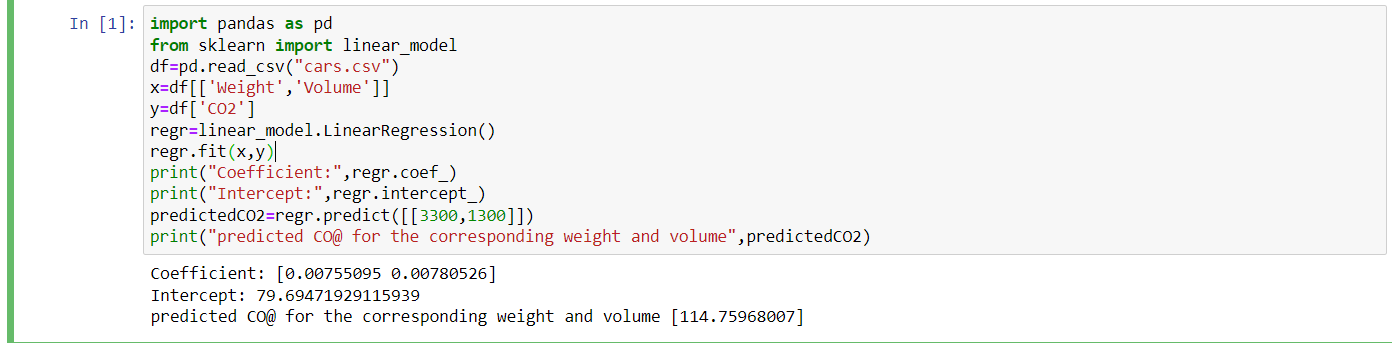 In [1]: import pandas as pd
from sklearn import linear_model
df=pd.read_csv("cars.csv")
x=df[['Weight','Volume']]
y=df['CO2']
regr=linear_model.LinearRegression()
regr.fit(x,y)
print("Coefficient:",regr.coef_)
print("Intercept:",regr.intercept_)
predictedCO2=regr.predict([[3300,1300]])
print("predicted CO@ for the corresponding weight and volume",predictedCO2)
Coefficient: [0.00755095 0.00780526]
Intercept: 79.69471929115939
predicted CO@ for the corresponding weight and volume [114.75968007]